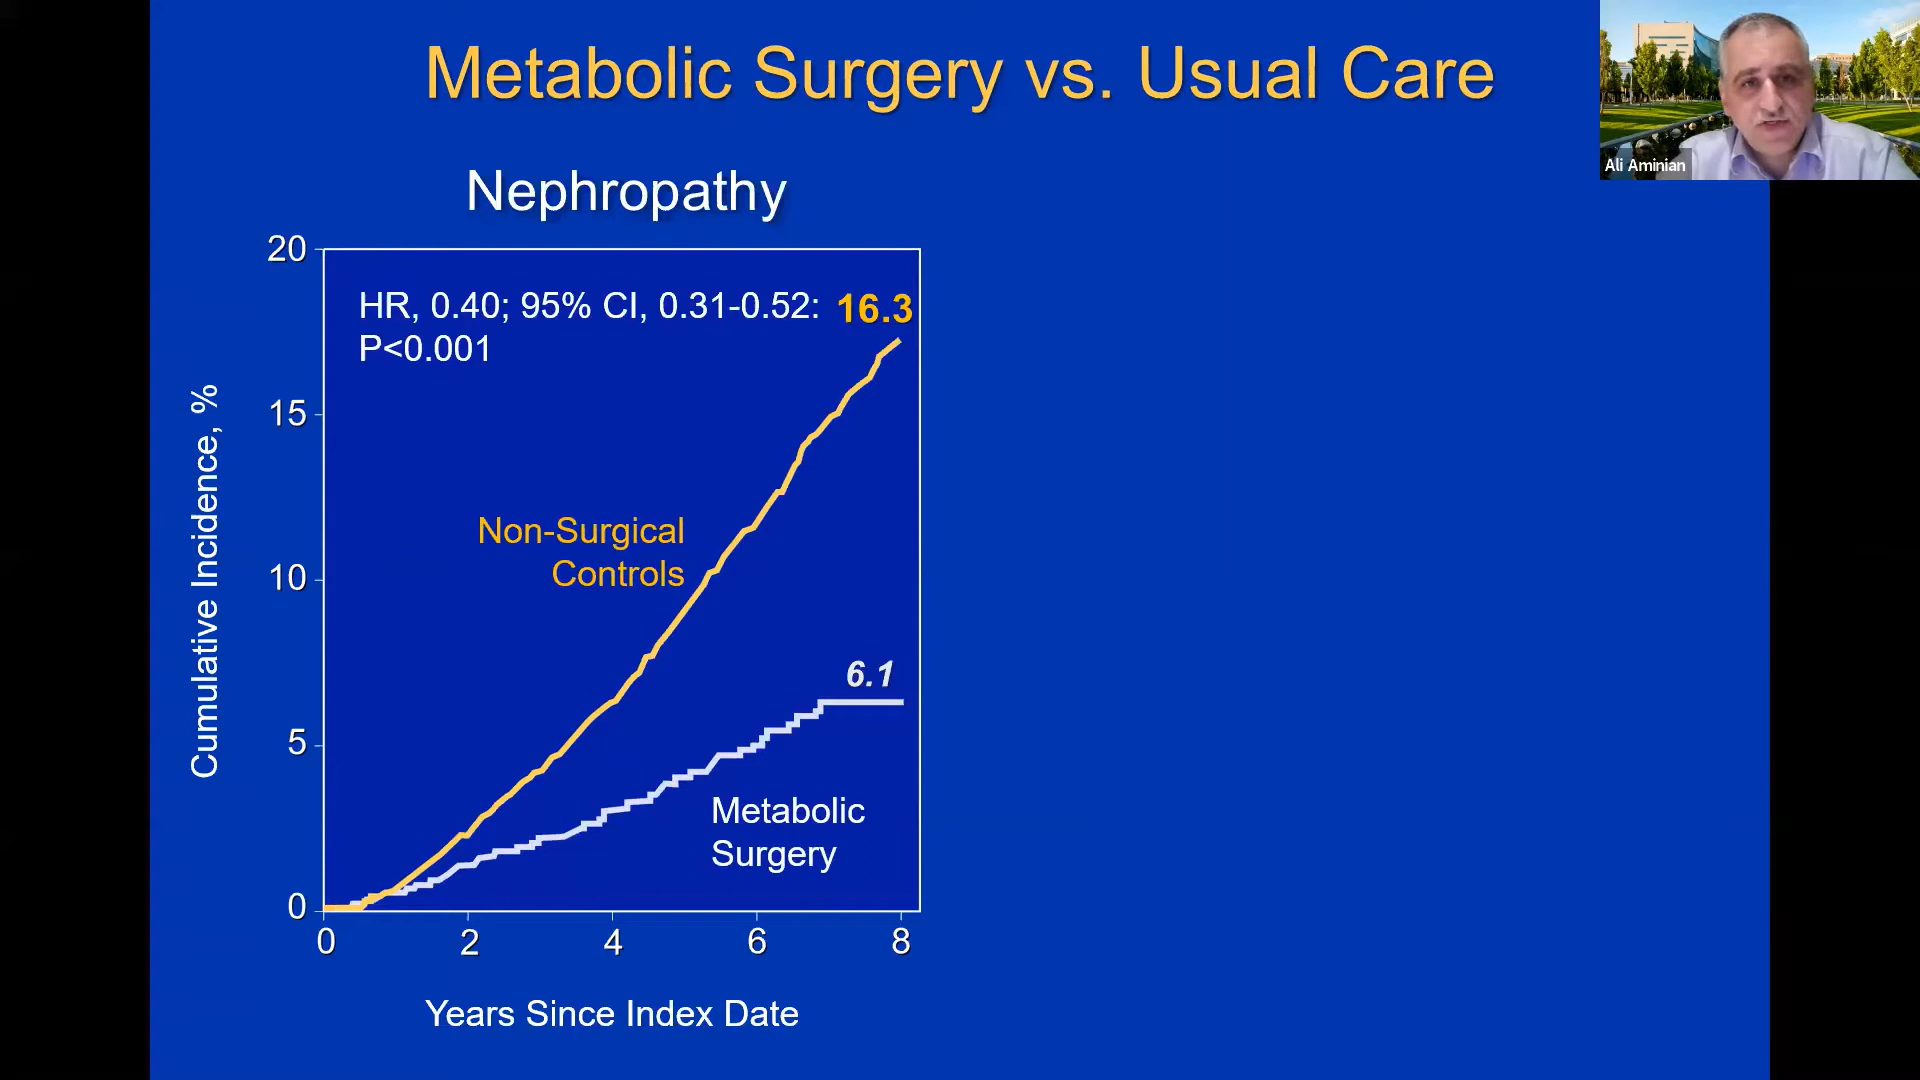 Metabolic Surgery vs. Usual Care
Ali Aminian
Nephropathy
20
15
10
5
0
Cumulative Incidence, %
HR, 0.40; 95% CI, 0.31-0.52:
P<0.001
16.3
Non-Surgical
Controls
6.1
Metabolic
Surgery
0 2 4 6 8
Years Since Index Date